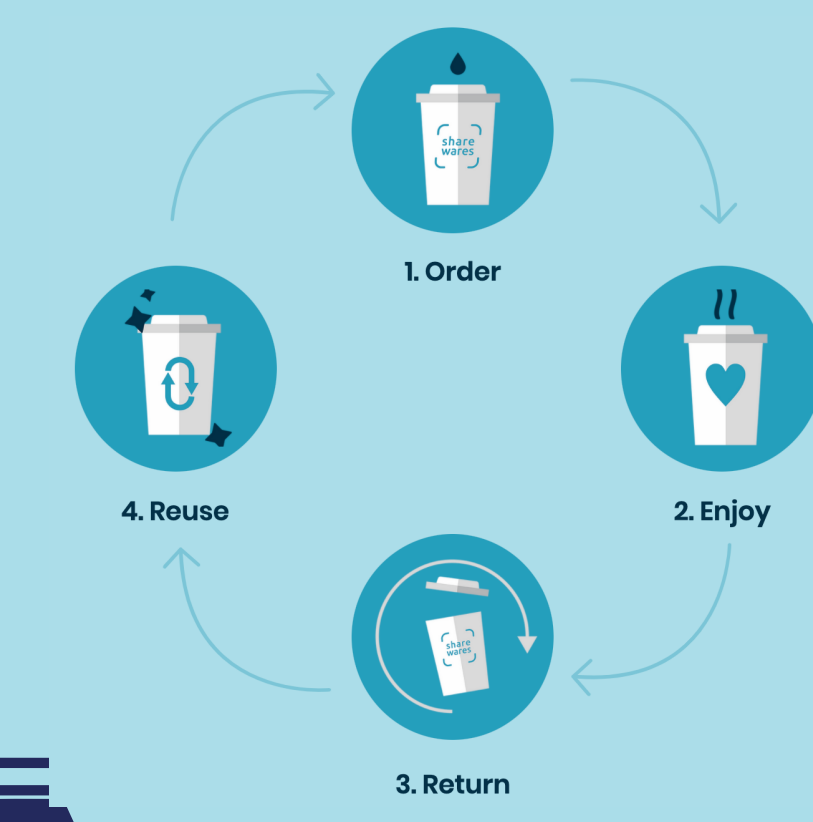 share
wares
1. Order
2. Enjoy
share
wares
3. Return
4. Reuse